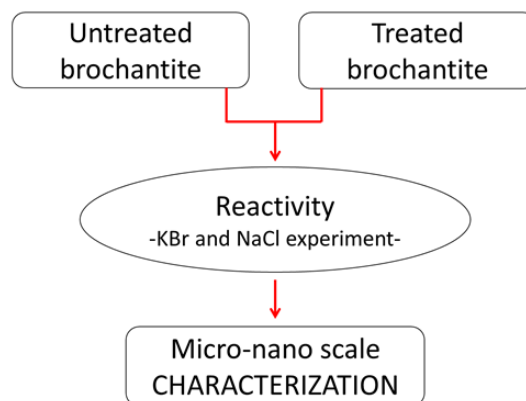 Untreated
brochantite
Treated
brochantite
Reactivity
-KBr and NaCl experiment-
Micro-nano scale
CHARACTERIZATION